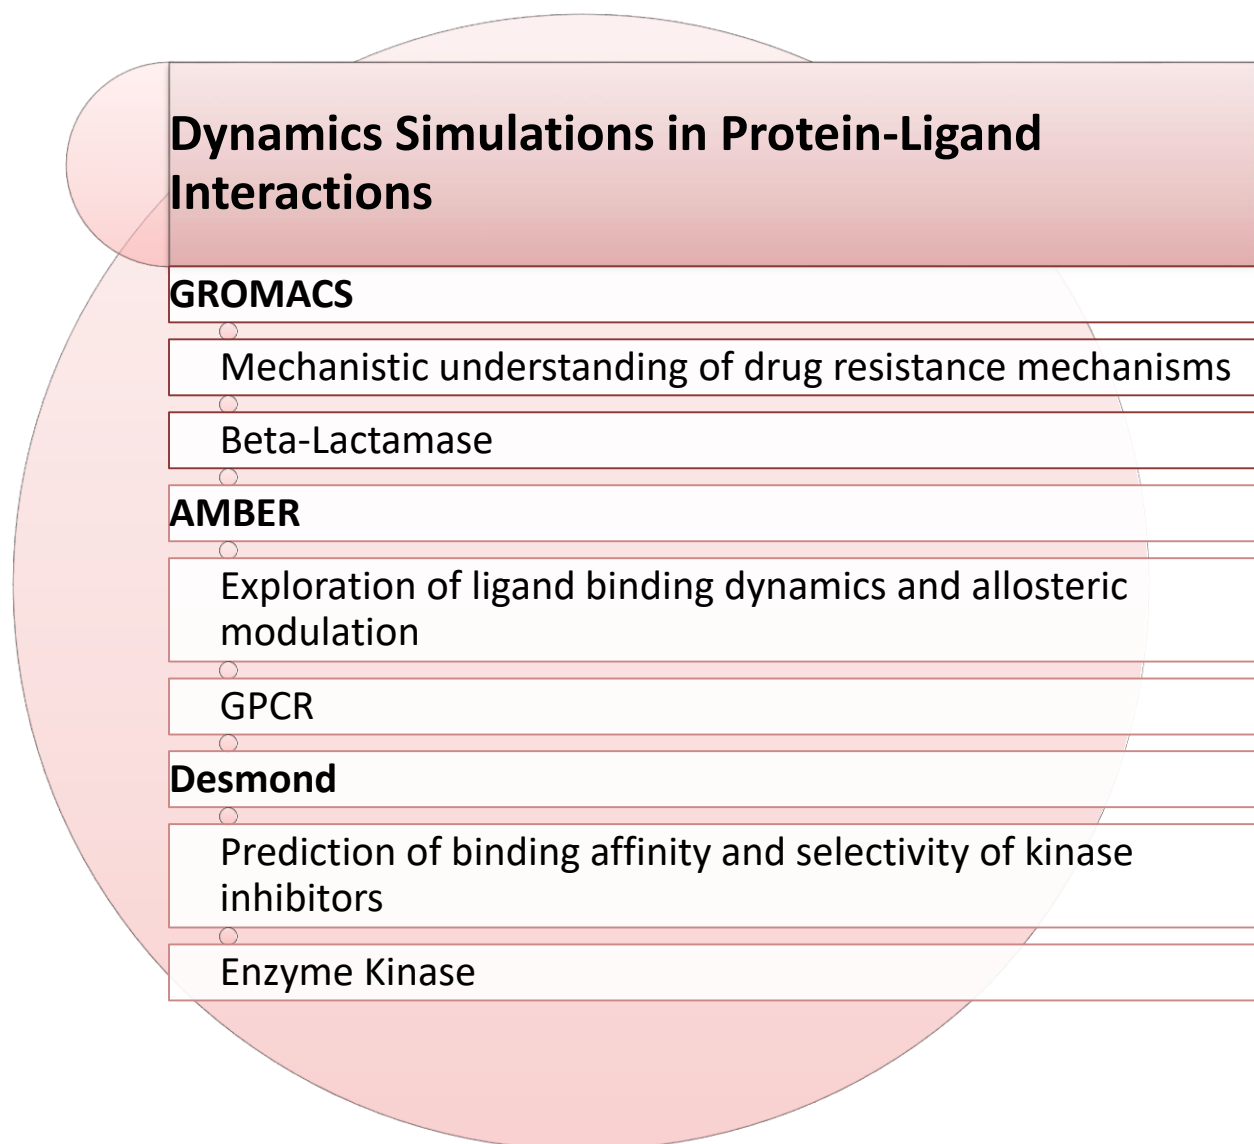 Dynamics Simulations in Protein-Ligand
Interactions
GROMACS
Mechanistic understanding of drug resistance mechanisms
Beta-Lactamase
AMBER
Exploration of ligand binding dynamics and allosteric
modulation
GPCR
Desmond
Prediction of binding affinity and selectivity of kinase
inhibitors
Enzyme Kinase